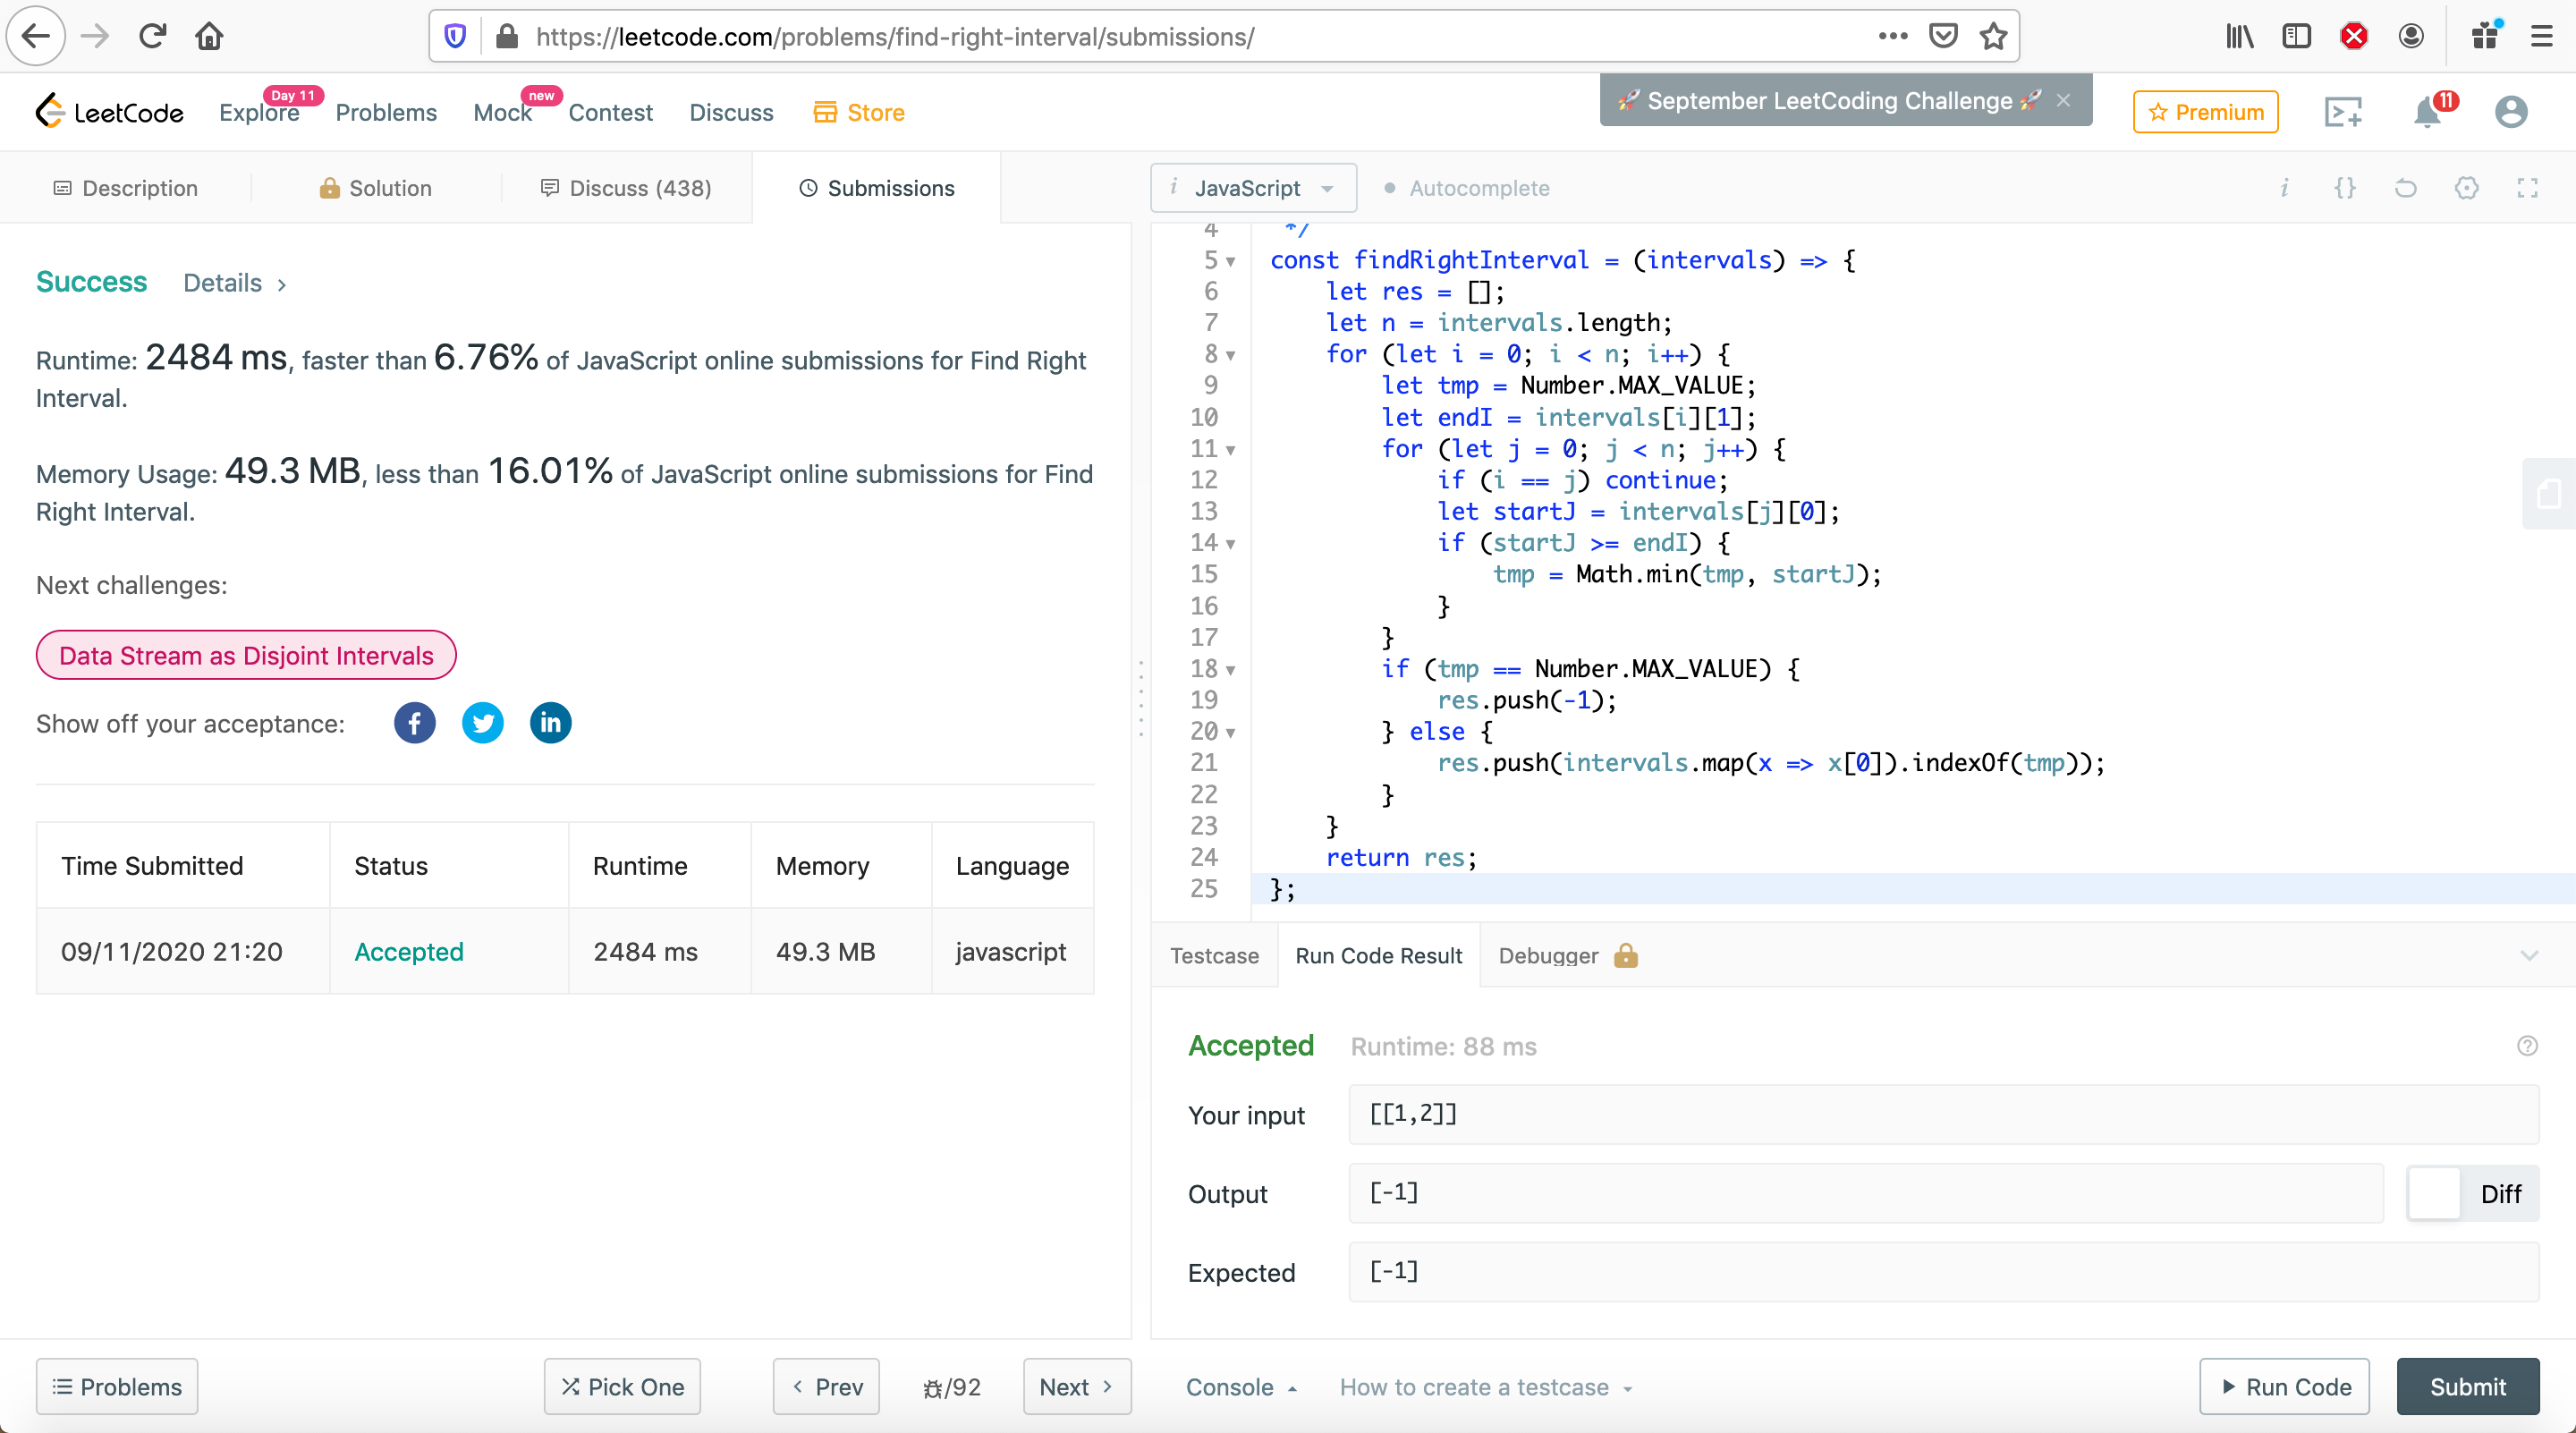 https://leetcode.com/problems/find-right-interval/submissions/
LeetCode
Explore
Day 11
Problems
Mock
new
Contest
Discuss
Store
🚀 September LeetCoding Challenge 🚀 ×
Premium
11
Description
Solution
Discuss (438)
Submissions
i JavaScript
Autocomplete
i {}
Success Details >
Runtime: 2484 ms, faster than 6.76% of JavaScript online submissions for Find Right
Interval.
Memory Usage: 49.3 MB, less than 16.01% of JavaScript online submissions for Find
Right Interval.
Next challenges:
Data Stream as Disjoint Intervals
Show off your acceptance:
f
in
Time Submitted Status Runtime Memory Language
09/11/2020 21:20 Accepted 2484 ms 49.3 MB javascript
4 */
5 const findRightInterval = (intervals) => {
6 let res = [];
7 let n = intervals.length;
8 for (let i = 0; i < n; i++) {
9 let tmp = Number.MAX_VALUE;
10 let endI = intervals[i][1];
11 for (let j = 0; j < n; j++) {
12 if (i == j) continue;
13 let startJ = intervals[j][0];
14 if (startJ >= endI) {
15 tmp = Math.min(tmp, startJ);
16 }
17 }
18 if (tmp == Number.MAX_VALUE) {
19 res.push(-1);
20 } else {
21 res.push(intervals.map(x => x[0]).indexOf(tmp));
22 }
23 }
24 return res;
25 };
Testcase
Run Code Result
Debugger
Accepted Runtime: 88 ms
?
Your input [[1,2]]
Output [-1]
Diff
Expected [-1]
Problems
Pick One
< Prev
/92
Next >
Console
How to create a testcase
Run Code
Submit